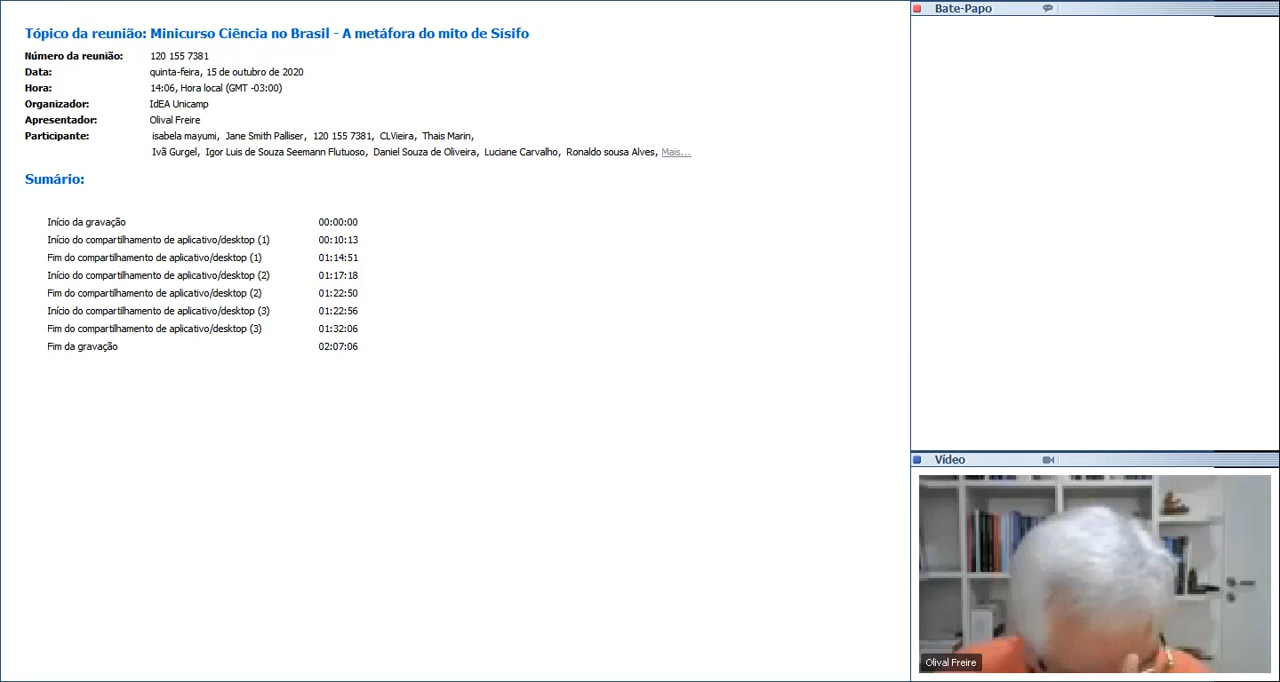 Tópico da reunião: Minicurso Ciência no Brasil - A metáfora do mito de Sísifo
Número da reunião: 120 155 7381
Data: quinta-feira, 15 de outubro de 2020
Hora: 14:06, Hora local (GMT -03:00)
Organizador: IdEA Unicamp
Apresentador: Olival Freire
Participante: isabela mayumi, Jane Smith Palliser, 120 155 7381, CLVieira, Thais Marin,
Ivã Gurgel, Igor Luis de Souza Seemann Flutuoso, Daniel Souza de Oliveira, Luciane Carvalho, Ronaldo sousa Alves, Mais...
Sumário:
Início da gravação 00:00:00
Início do compartilhamento de aplicativo/desktop (1) 00:10:13
Fim do compartilhamento de aplicativo/desktop (1) 01:14:51
Início do compartilhamento de aplicativo/desktop (2) 01:17:18
Fim do compartilhamento de aplicativo/desktop (2) 01:22:50
Início do compartilhamento de aplicativo/desktop (3) 01:22:56
Fim do compartilhamento de aplicativo/desktop (3) 01:32:06
Fim da gravação 02:07:06
Bate-Papo
Vídeo
Olival Freire